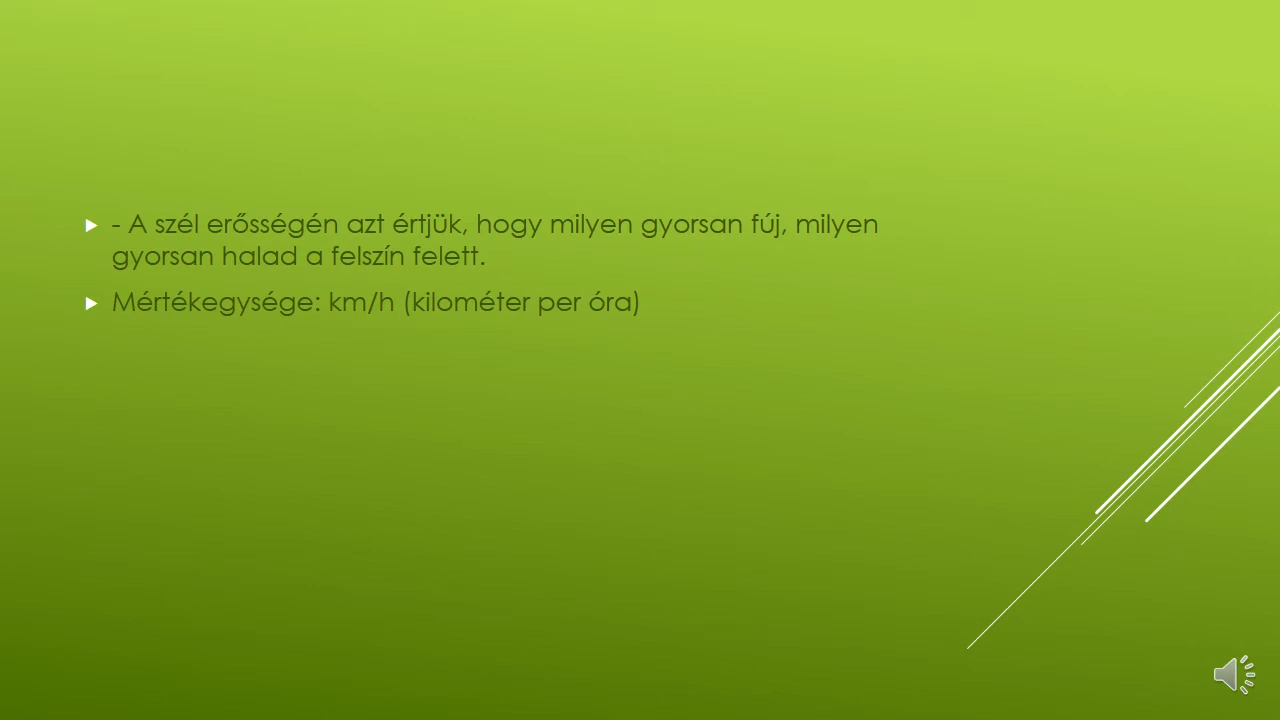 - A szél erősségén azt értjük, hogy milyen gyorsan fúj, milyen
gyorsan halad a felszín felett.
Mértékegysége: km/h (kilométer per óra)